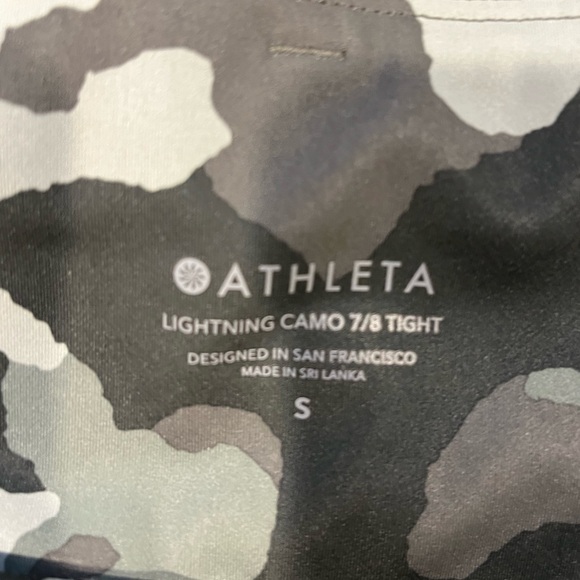 ATHLETA
LIGHTNING CAMO 7/8 TIGHT
DESIGNED IN SAN FRANCISCO
MADE IN SRI LANKA
S